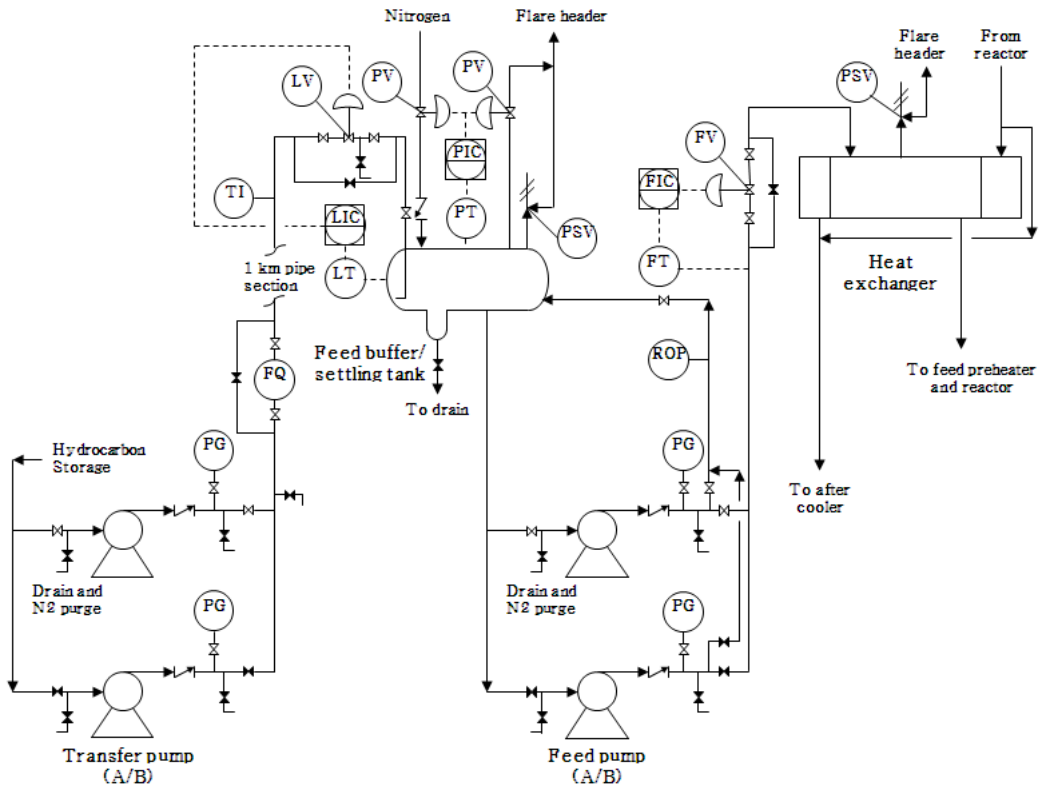 Nitrogen
Flare header
Flare
header
From
reactor
PV
PV
PSV
LV
FV
PIC
FIC
TI
LIC
PT
PSV
LT
FT
1 km pipe
section
Heat
exchanger
Feed buffer/
settling tank
ROP
FQ
To drain
To feed preheater
and reactor
Hydrocarbon
Storage
PG
PG
To after
cooler
Drain and
N2 purge
Drain and
N2 purge
PG
PG
Transfer pump
(A/B)
Feed pump
(A/B)